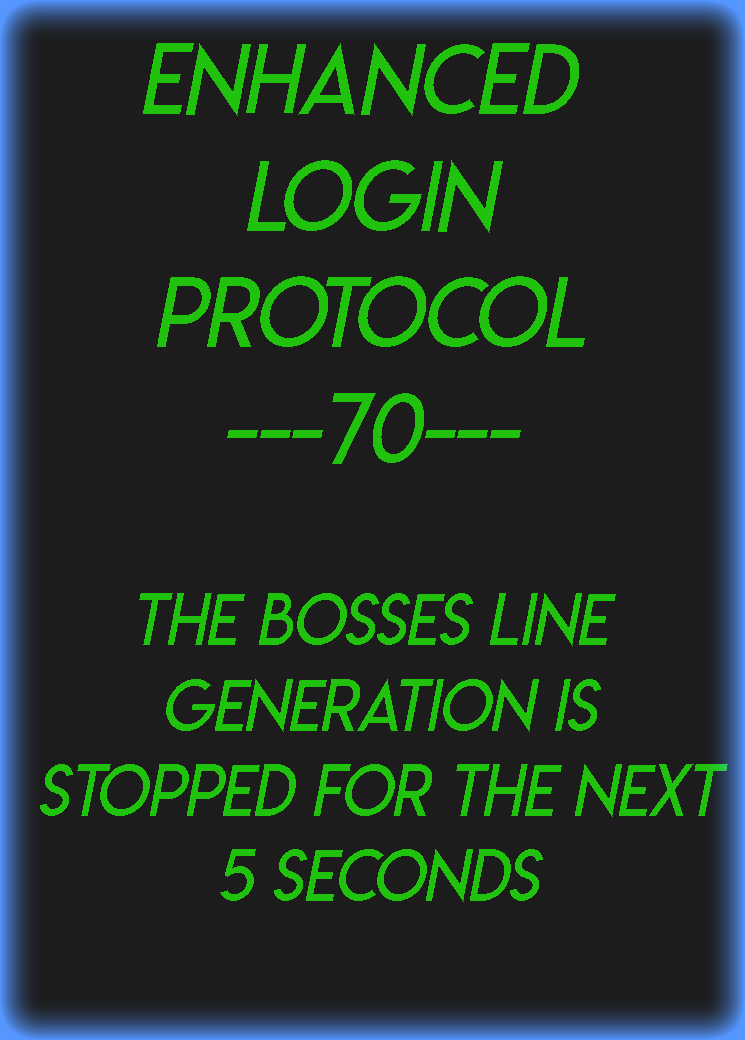 ENHANCED
LOGIN
PROTOCOL
---70---
THE BOSSES LINE
GENERATION IS
STOPPED FOR THE NEXT
5 SECONDS